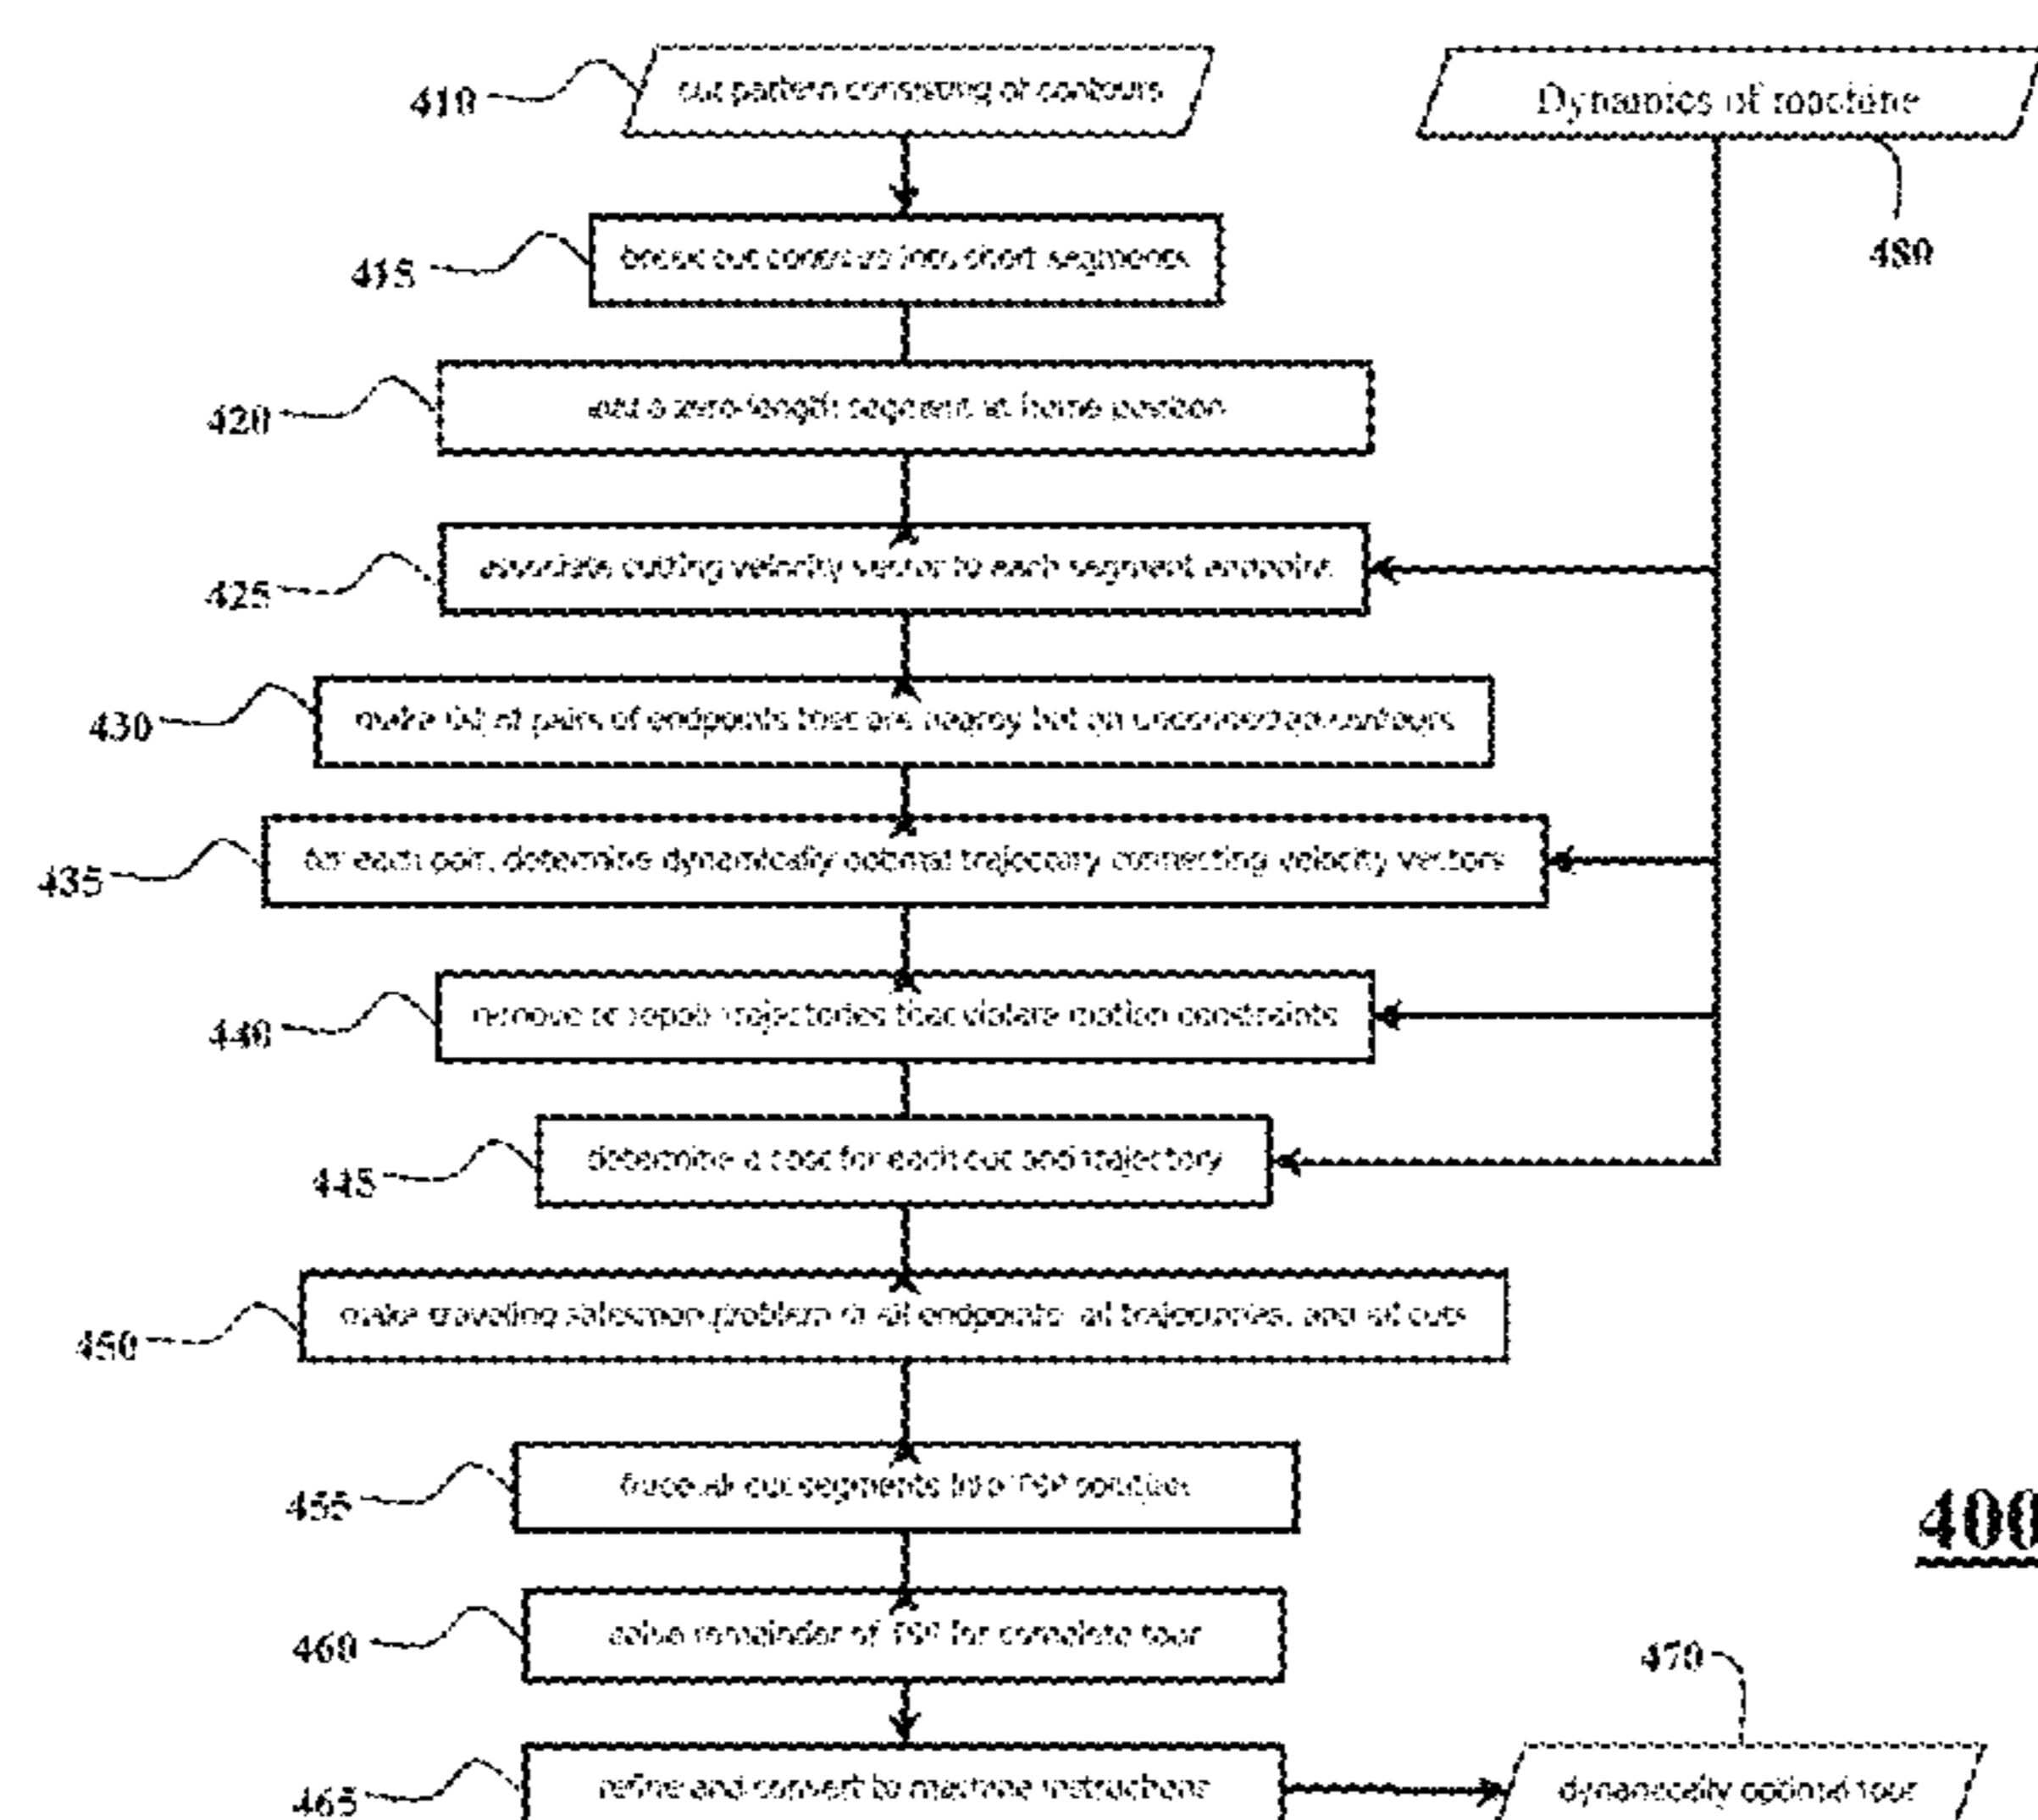 410
cut pattern consisting of contours
Dynamics of machine
480
415
break cut contours into short segments
420
add a zero-length segment at home position
425
associate cutting velocity vector to each segment endpoint
430
make list of pairs of endpoints that are nearby but on unconnected contours
435
for each pair, determine dynamically optimal trajectory connecting velocity vectors
440
remove or repair trajectories that violate motion constraints
445
determine a cost for each cut and trajectory
450
make traveling salesman problem all endpoints, all trajectories, and all cuts
455
cut segments into TSP
460
solve remainder of TSP for complete tour
400
470
465
refine and convert to machine instructions
dynamically optimal tour